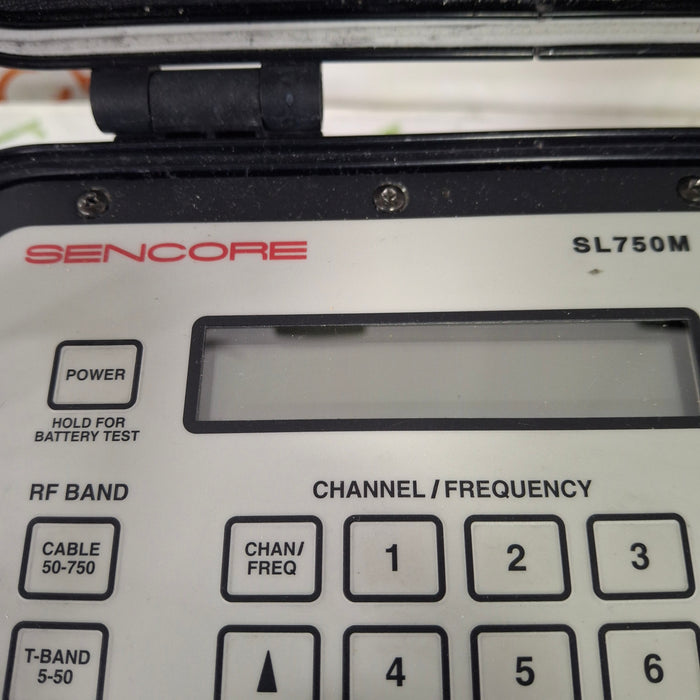 SENCORE
SL750M
POWER
HOLD FOR
BATTERY TEST
RF BAND
CHANNEL / FREQUENCY
CABLE
50-750
CHAN/
FREQ
1
2
3
T-BAND
5-50
4
5
6